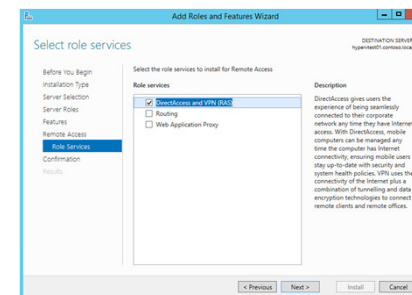 Add Roles and Features Wizard
Select role services
DESTINATION SERVER
hypervtest01.contoso.local
Before You Begin
Installation Type
Server Selection
Server Roles
Features
Remote Access
Role Services
Confirmation
Results
Select the role services to install for Remote Access
Role services
DirectAccess and VPN (RAS)
Routing
Web Application Proxy
Description
DirectAccess gives users the
experience of being seamlessly
connected to their corporate
network any time they have Internet
access. With DirectAccess, mobile
computers can be managed any
time the computer has Internet
connectivity, ensuring mobile users
stay up-to-date with security and
system health policies. VPN uses the
connectivity of the Internet plus a
combination of tunnelling and data
encryption technologies to connect
remote clients and remote offices.
< Previous
Next >
Install
Cancel